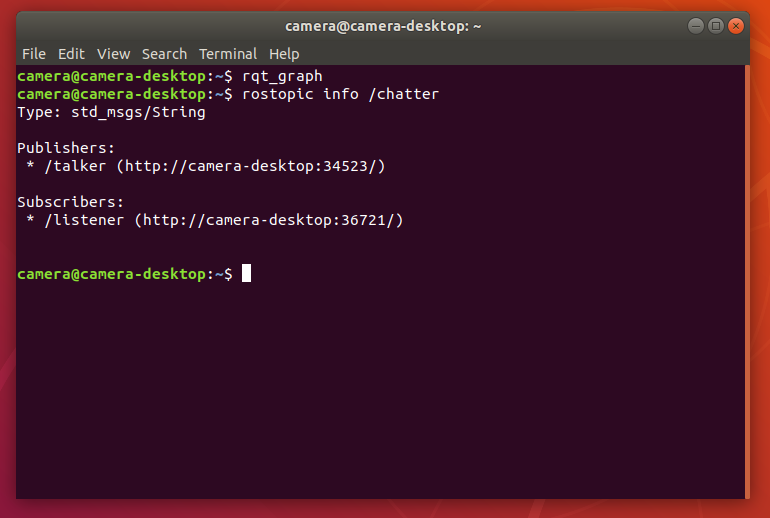 camera@camera-desktop: ~
File Edit View Search Terminal Help
camera@camera-desktop:~$ rqt_graph
camera@camera-desktop:~$ rostopic info /chatter
Type: std_msgs/String
Publishers:
* /talker (http://camera-desktop:34523/)
Subscribers:
* /listener (http://camera-desktop:36721/)
camera@camera-desktop:~$